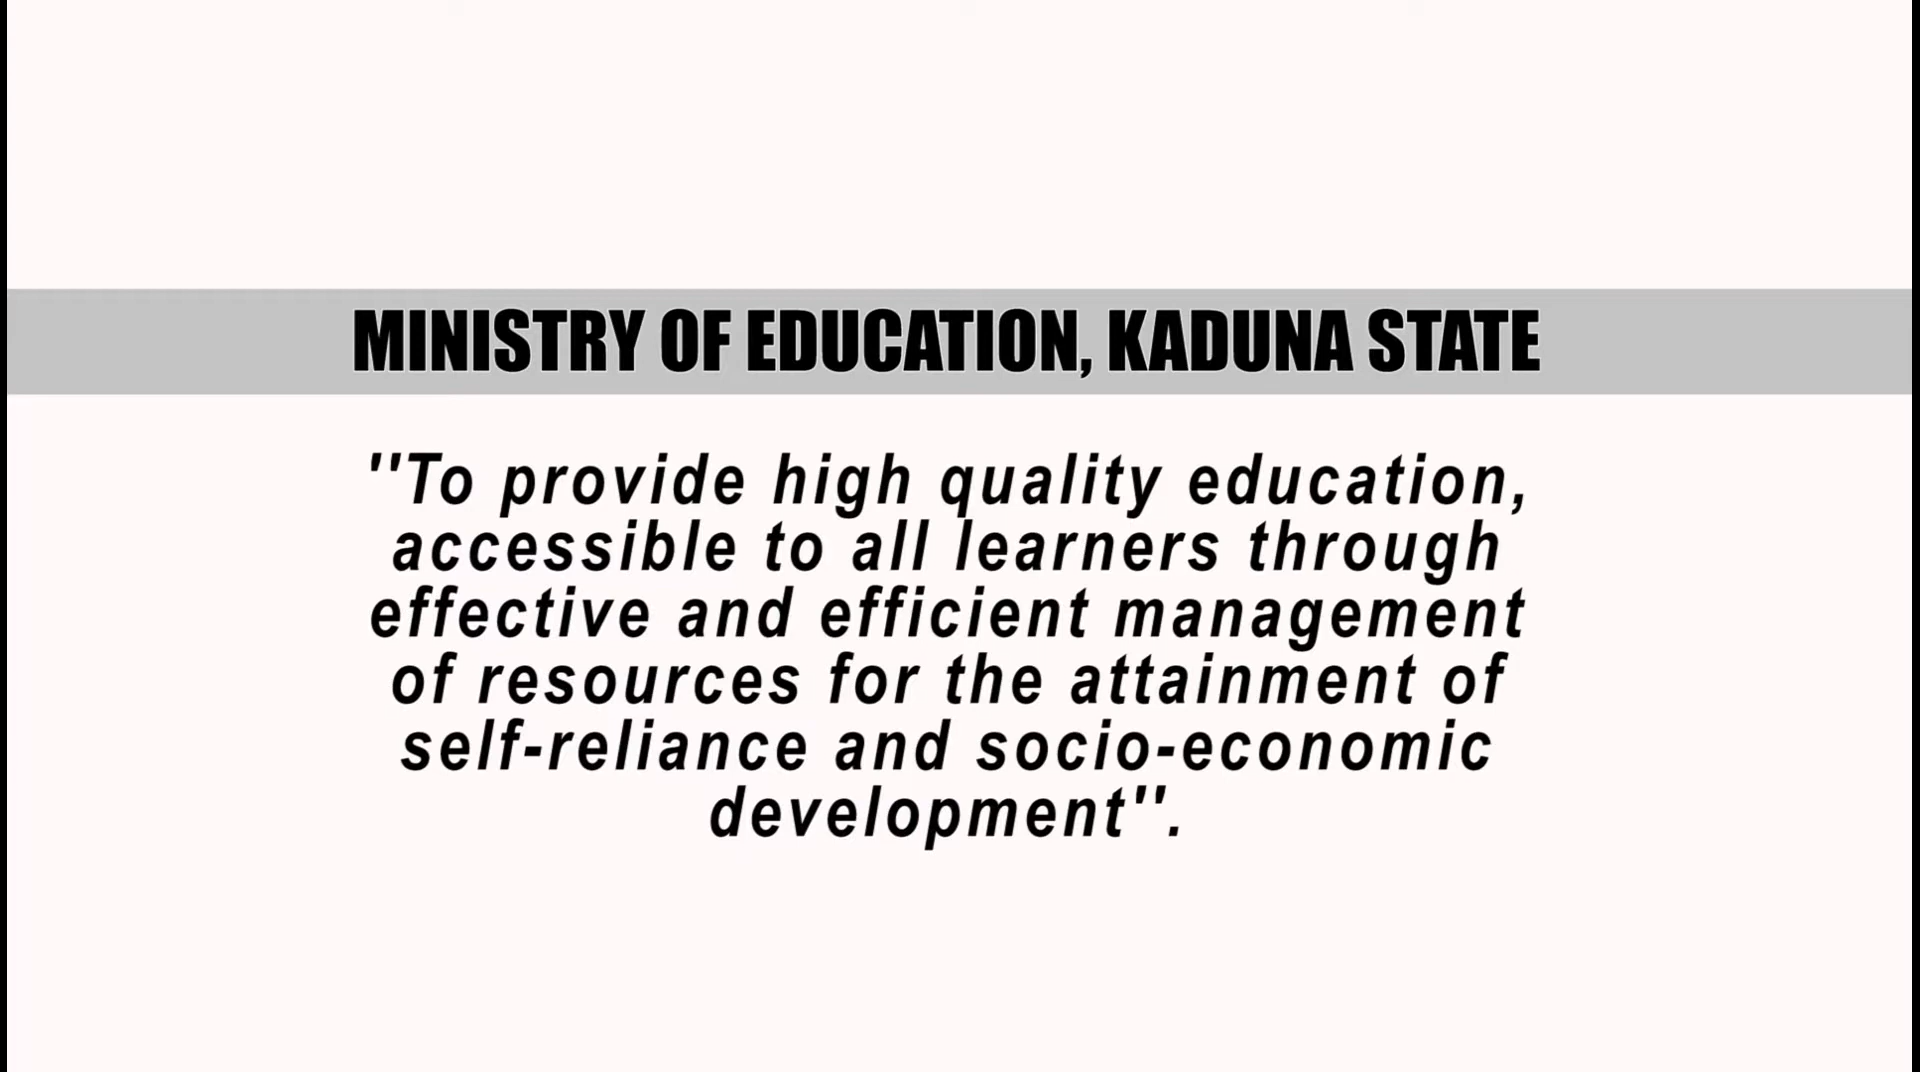 MINISTRY OF EDUCATION, KADUNA STATE
''To provide high quality education,
accessible to all learners through
effective and efficient management
of resources for the attainment of
self-reliance and socio-economic
development''.